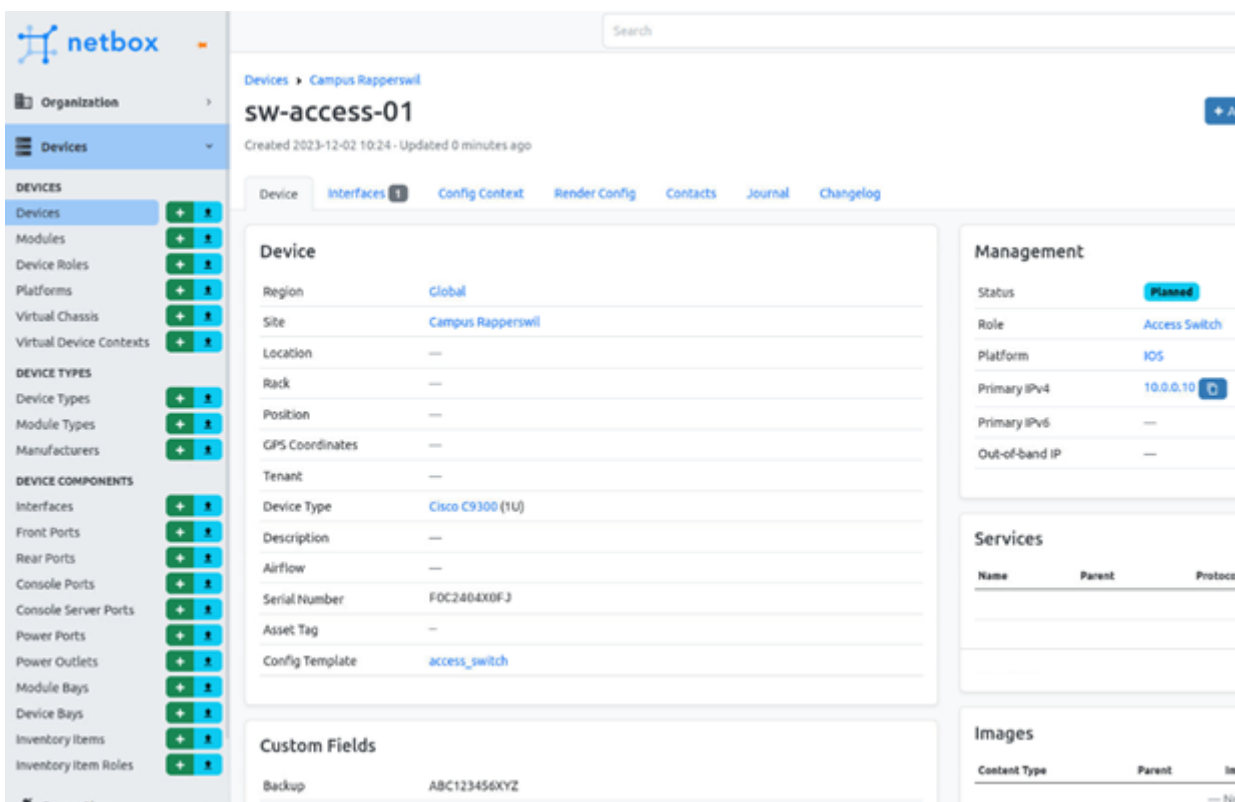 netbox
Search
Organization
Devices
DEVICES
Devices
Modules
Device Roles
Platforms
Virtual Chassis
Virtual Device Contexts
DEVICE TYPES
Device Types
Module Types
Manufacturers
DEVICE COMPONENTS
Interfaces
Front Ports
Rear Ports
Console Ports
Console Server Ports
Power Ports
Power Outlets
Module Bays
Device Bays
Inventory Items
Inventory Item Roles
Devices Campus Rapperswil
sw-access-01
+ A
Created 2023-12-02 10:24 - Updated 0 minutes ago
Device Interfaces 1 Config Context Render Config Contacts Journal Changelog
Device
Region Global
Site Campus Rapperswil
Location —
Rack —
Position —
GPS Coordinates —
Tenant —
Device Type Cisco C9300 (1U)
Description —
Airflow —
Serial Number FOC2404X0FJ
Asset Tag —
Config Template access_switch
Custom Fields
Backup ABC123456XYZ
Management
Status Planned
Role Access Switch
Platform IOS
Primary IPv4 10.0.0.10
Primary IPv6 —
Out-of-band IP —
Services
Name Parent Protoco
Images
Content Type Parent Im
— N